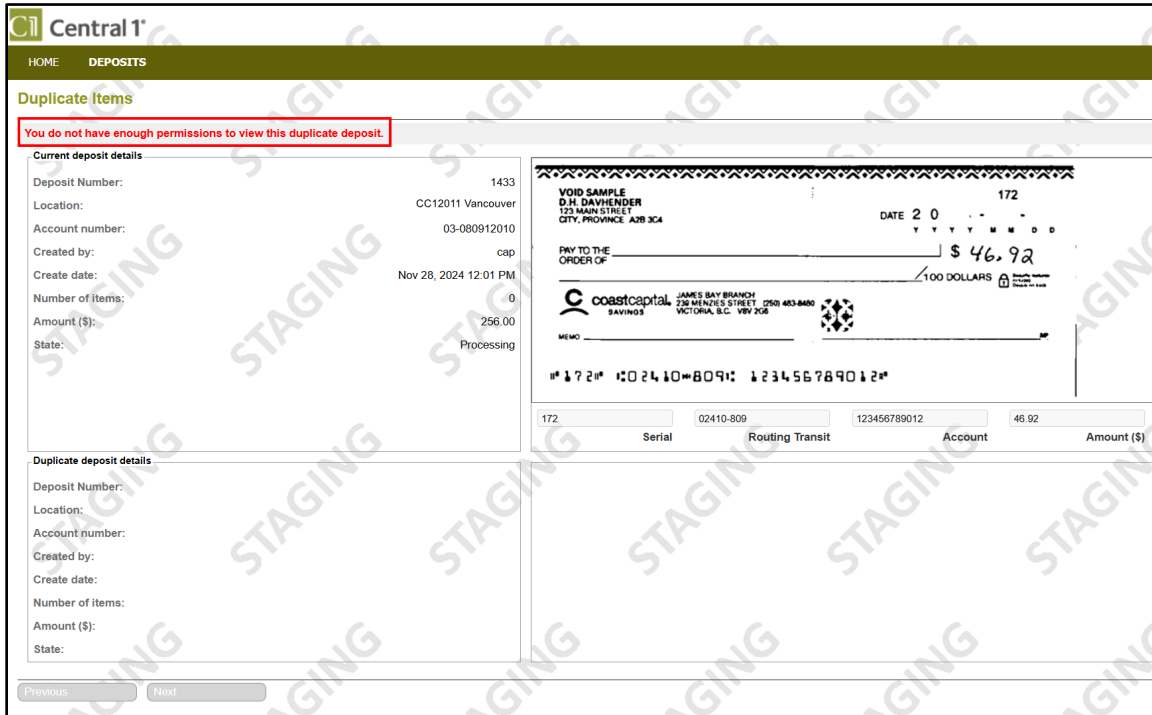 C1 Central 1
HOME DEPOSITS
Duplicate Items
You do not have enough permissions to view this duplicate deposit.
Current deposit details
Deposit Number: 1433
Location: CC12011 Vancouver
Account number: 03-080912010
Created by: cap
Create date: Nov 28, 2024 12:01 PM
Number of items: 0
Amount ($): 256.00
State: Processing
VOID SAMPLE 172
D.H. DAVHENDER
123 MAIN STREET
CITY, PROVINCE A2B 3C4
DATE 2 0 - -
Y Y Y Y M M D D
PAY TO THE
ORDER OF $ 46.92
/100 DOLLARS
coastcapital
SAVINGS
JAMES BAY BRANCH
239 MENZIES STREET (250) 483-8480
VICTORIA, B.C. V8V 2G8
MEMO MP
⑈172⑈ ⑆02410⑉809⑆ 123456789012⑈
172 02410-809 123456789012 46.92
Serial Routing Transit Account Amount ($)
Duplicate deposit details
Deposit Number:
Location:
Account number:
Created by:
Create date:
Number of items:
Amount ($):
State:
Previous Next
STAGING